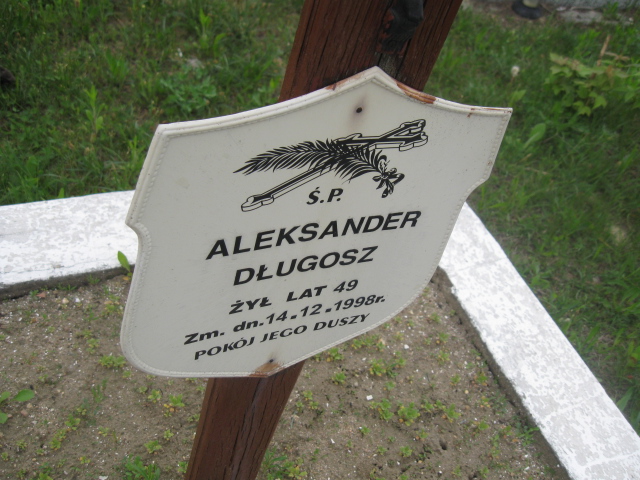 Ś.P.
ALEKSANDER
DŁUGOSZ
ŻYŁ LAT 49
Zm. dn. 14.12.1998r.
POKÓJ JEGO DUSZY